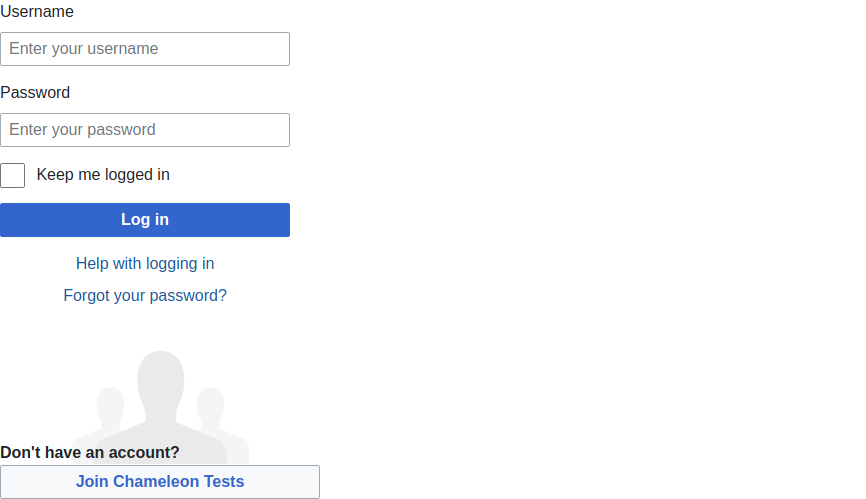 Username
Enter your username
Password
Enter your password
Keep me logged in
Log in
Help with logging in
Forgot your password?
Don't have an account?
Join Chameleon Tests